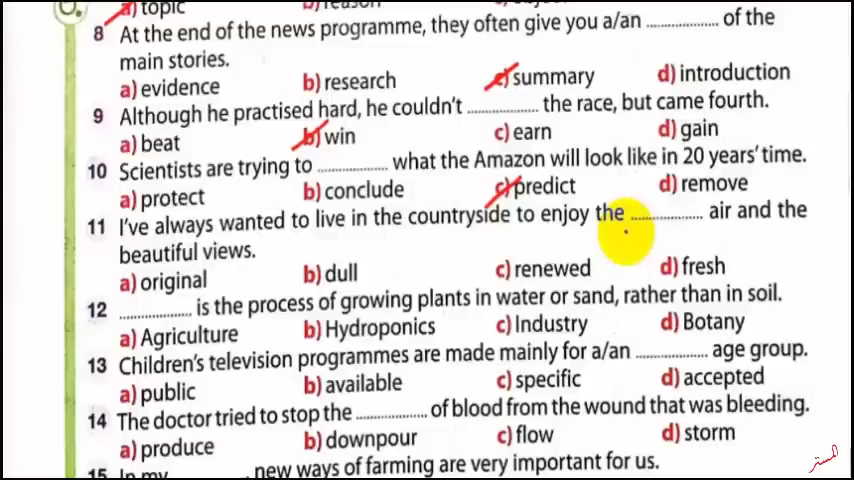 a) topic b) reason
8 At the end of the news programme, they often give you a/an .................. of the
main stories.
a) evidence b) research c) summary d) introduction
9 Although he practised hard, he couldn't .................. the race, but came fourth.
a) beat b) win c) earn d) gain
10 Scientists are trying to .................. what the Amazon will look like in 20 years' time.
a) protect b) conclude c) predict d) remove
11 I've always wanted to live in the countryside to enjoy the .................. air and the
beautiful views.
a) original b) dull c) renewed d) fresh
12 .................. is the process of growing plants in water or sand, rather than in soil.
a) Agriculture b) Hydroponics c) Industry d) Botany
13 Children's television programmes are made mainly for a/an .................. age group.
a) public b) available c) specific d) accepted
14 The doctor tried to stop the .................. of blood from the wound that was bleeding.
a) produce b) downpour c) flow d) storm
15 In my .................. new ways of farming are very important for us.